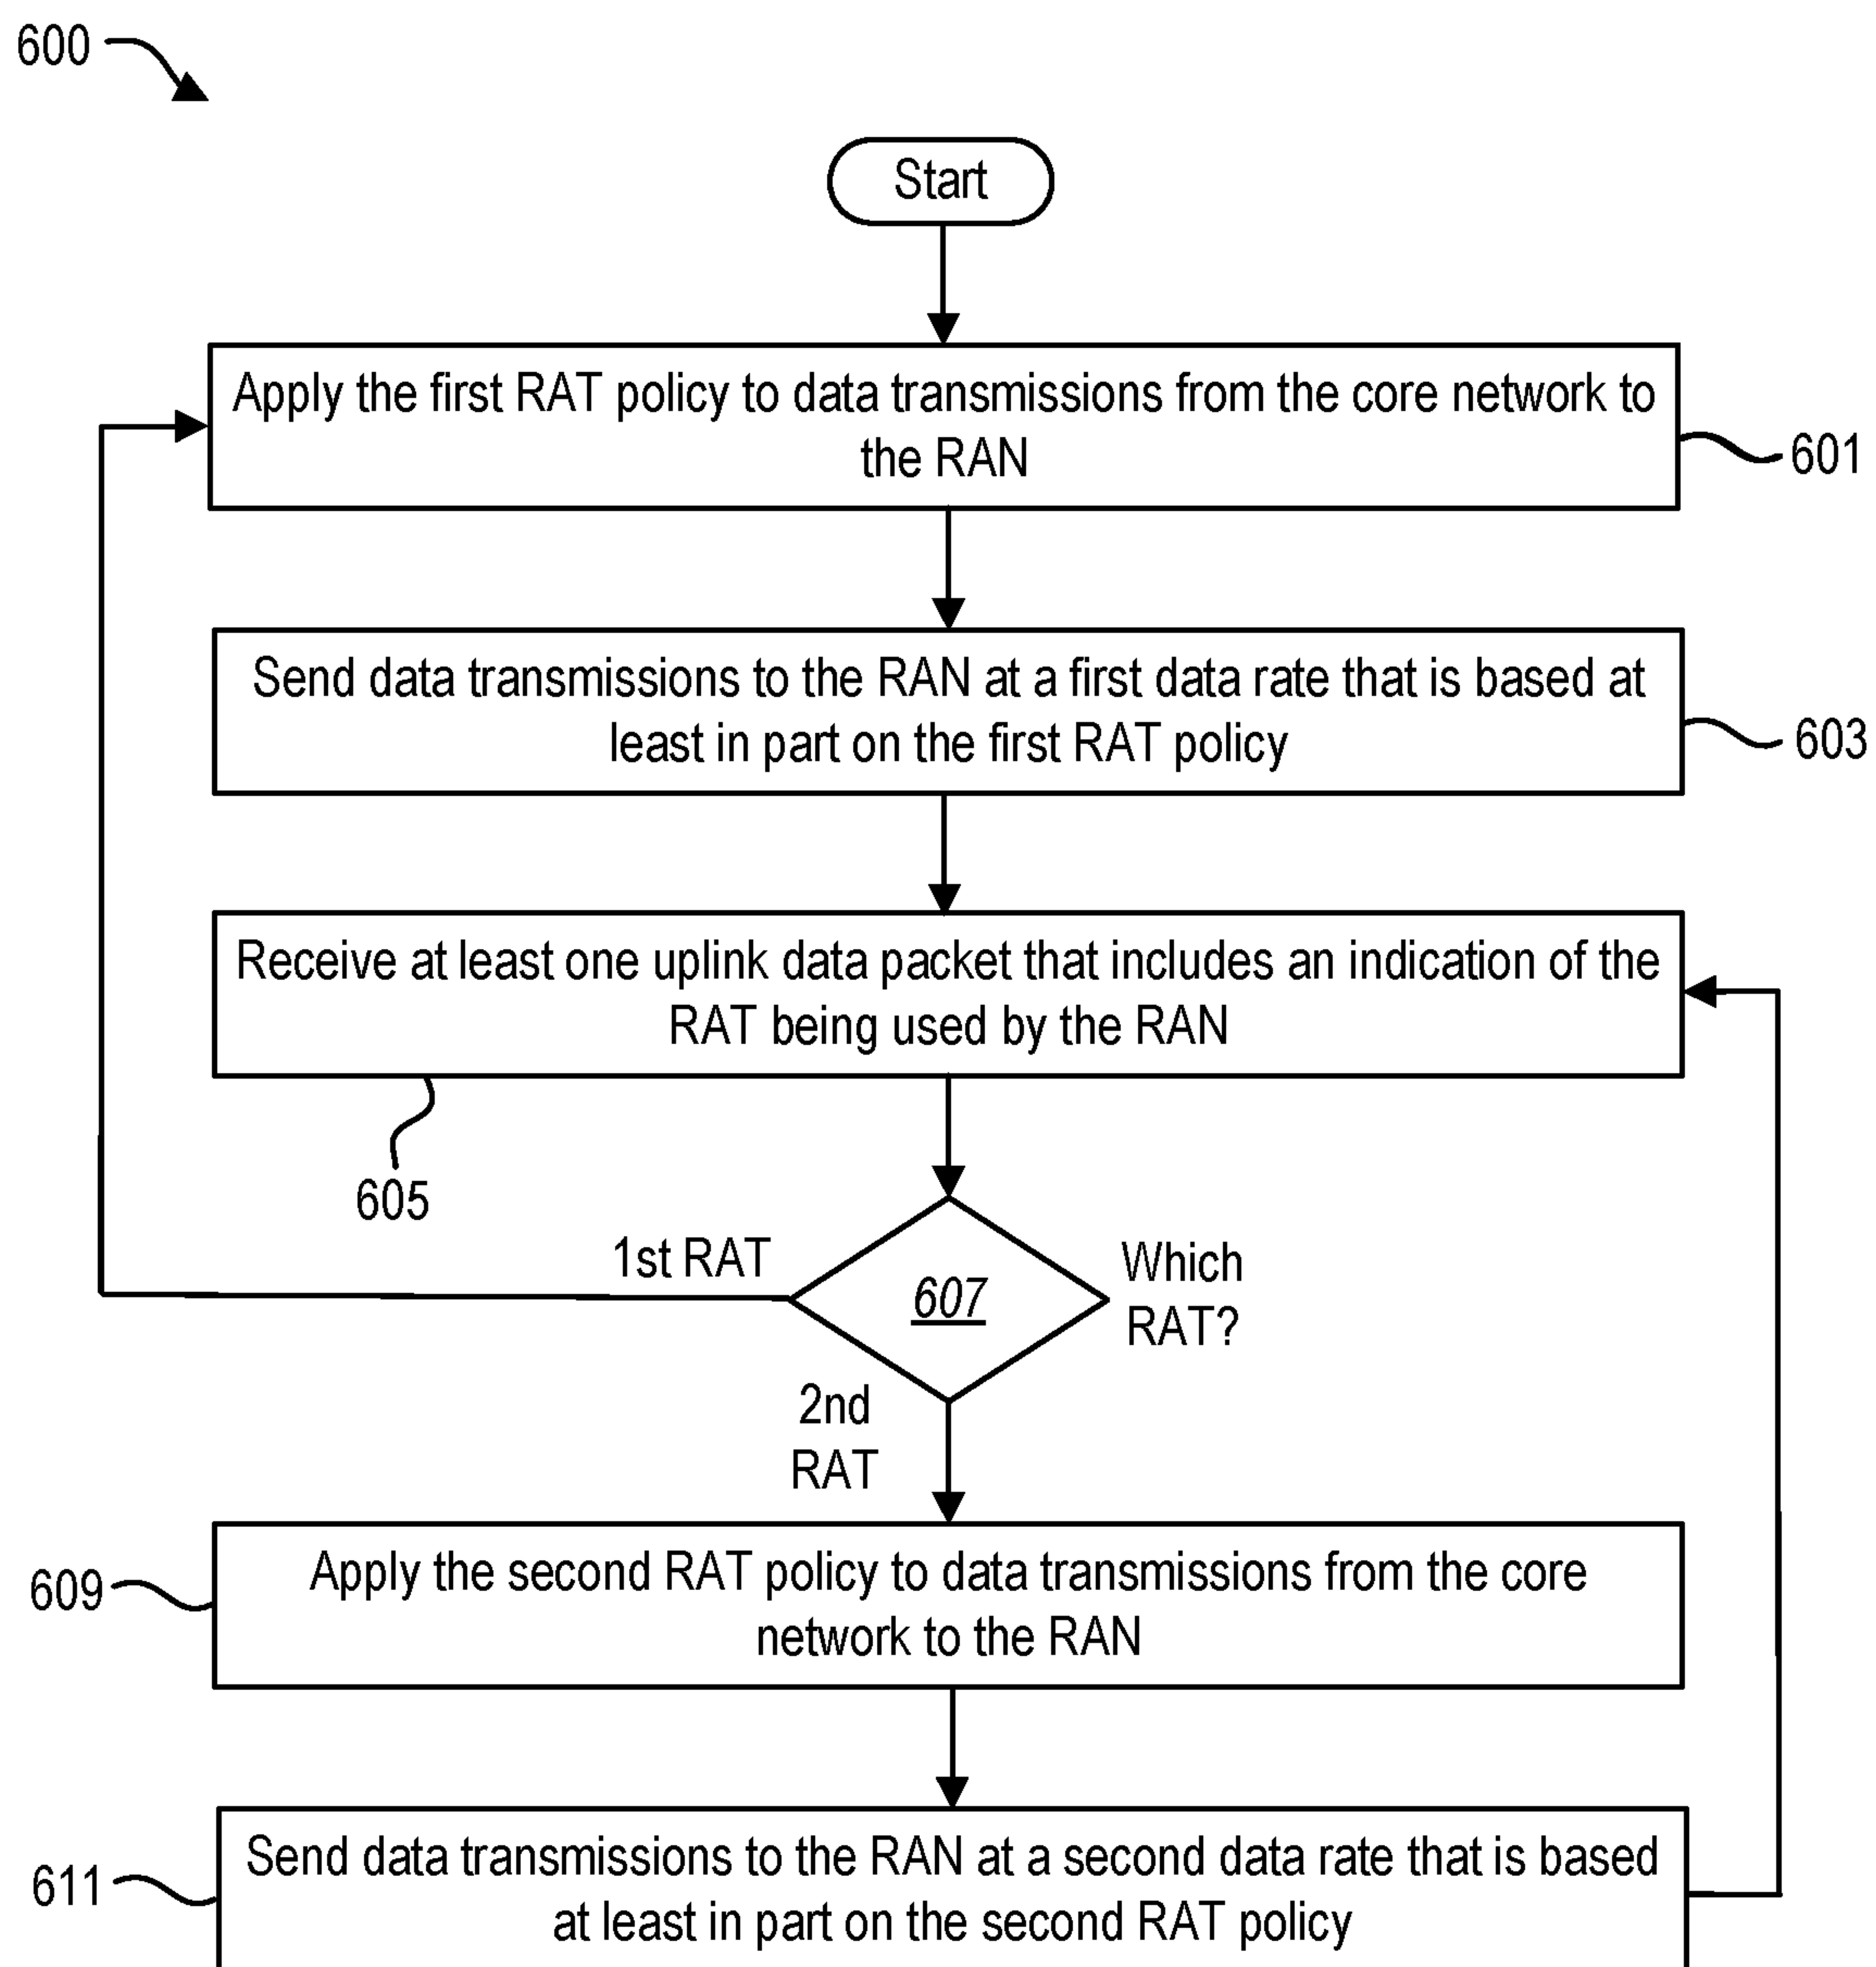 600
Start
Apply the first RAT policy to data transmissions from the core network to
the RAN
601
Send data transmissions to the RAN at a first data rate that is based at
least in part on the first RAT policy
603
Receive at least one uplink data packet that includes an indication of the
RAT being used by the RAN
605
1st RAT
607
Which
RAT?
2nd
RAT
609
Apply the second RAT policy to data transmissions from the core
network to the RAN
611
Send data transmissions to the RAN at a second data rate that is based
at least in part on the second RAT policy